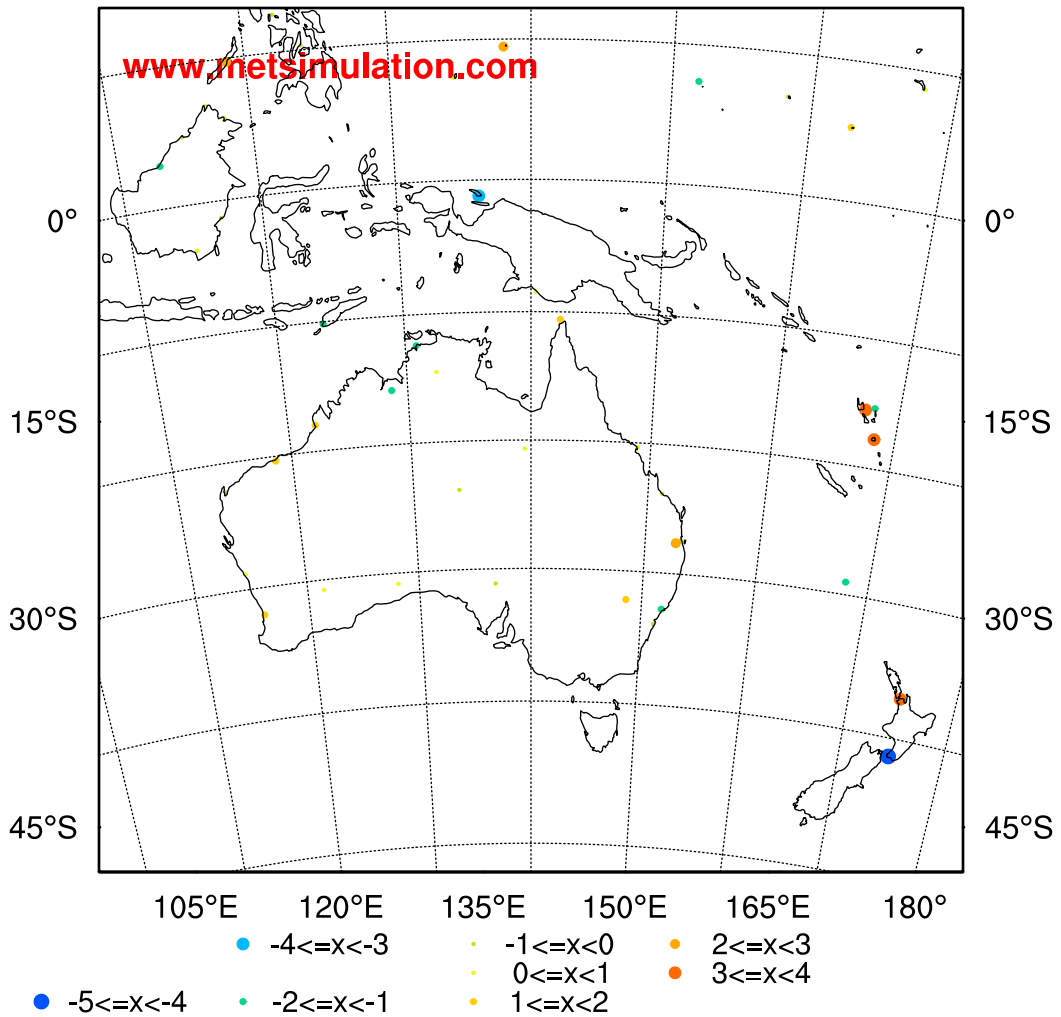 www.metsimulation.com
0° 0°
15°S 15°S
30°S 30°S
45°S 45°S
105°E 120°E 135°E 150°E 165°E 180°
-4<=x<-3 -1<=x<0 2<=x<3
0<=x<1 3<=x<4
-5<=x<-4 -2<=x<-1 1<=x<2